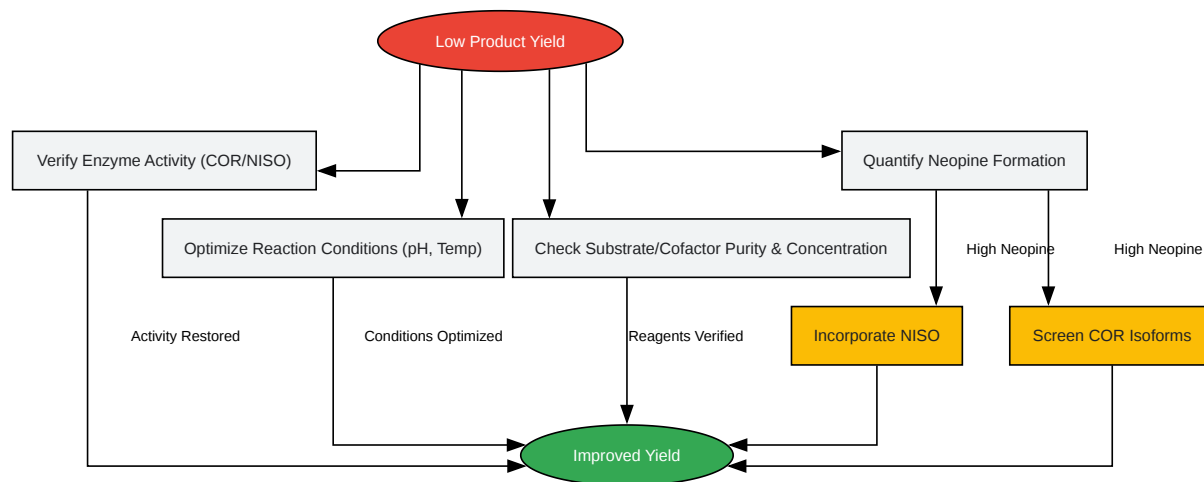 Low Product Yield
Verify Enzyme Activity (COR/NISO)
Quantify Neopine Formation
Optimize Reaction Conditions (pH, Temp)
Check Substrate/Cofactor Purity & Concentration
High Neopine
High Neopine
Activity Restored
Conditions Optimized
Reagents Verified
Incorporate NISO
Screen COR Isoforms
Improved Yield